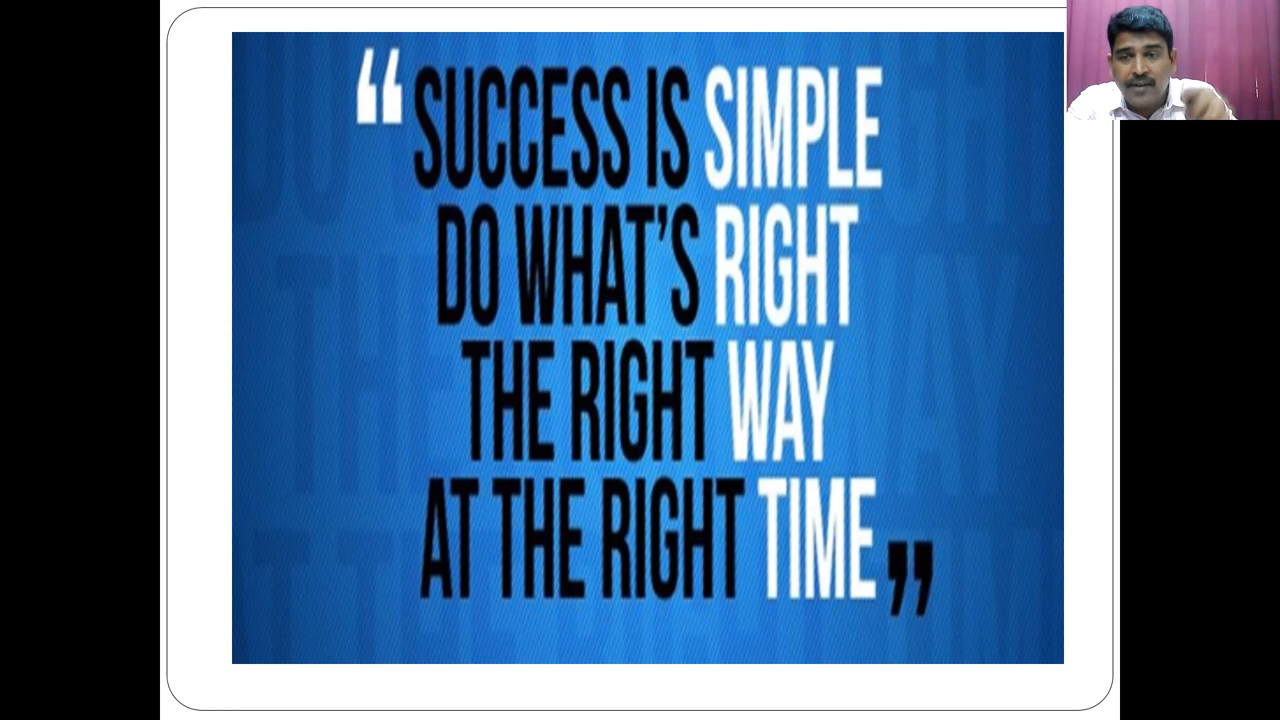 “SUCCESS IS SIMPLE
DO WHAT’S RIGHT
THE RIGHT WAY
AT THE RIGHT TIME”